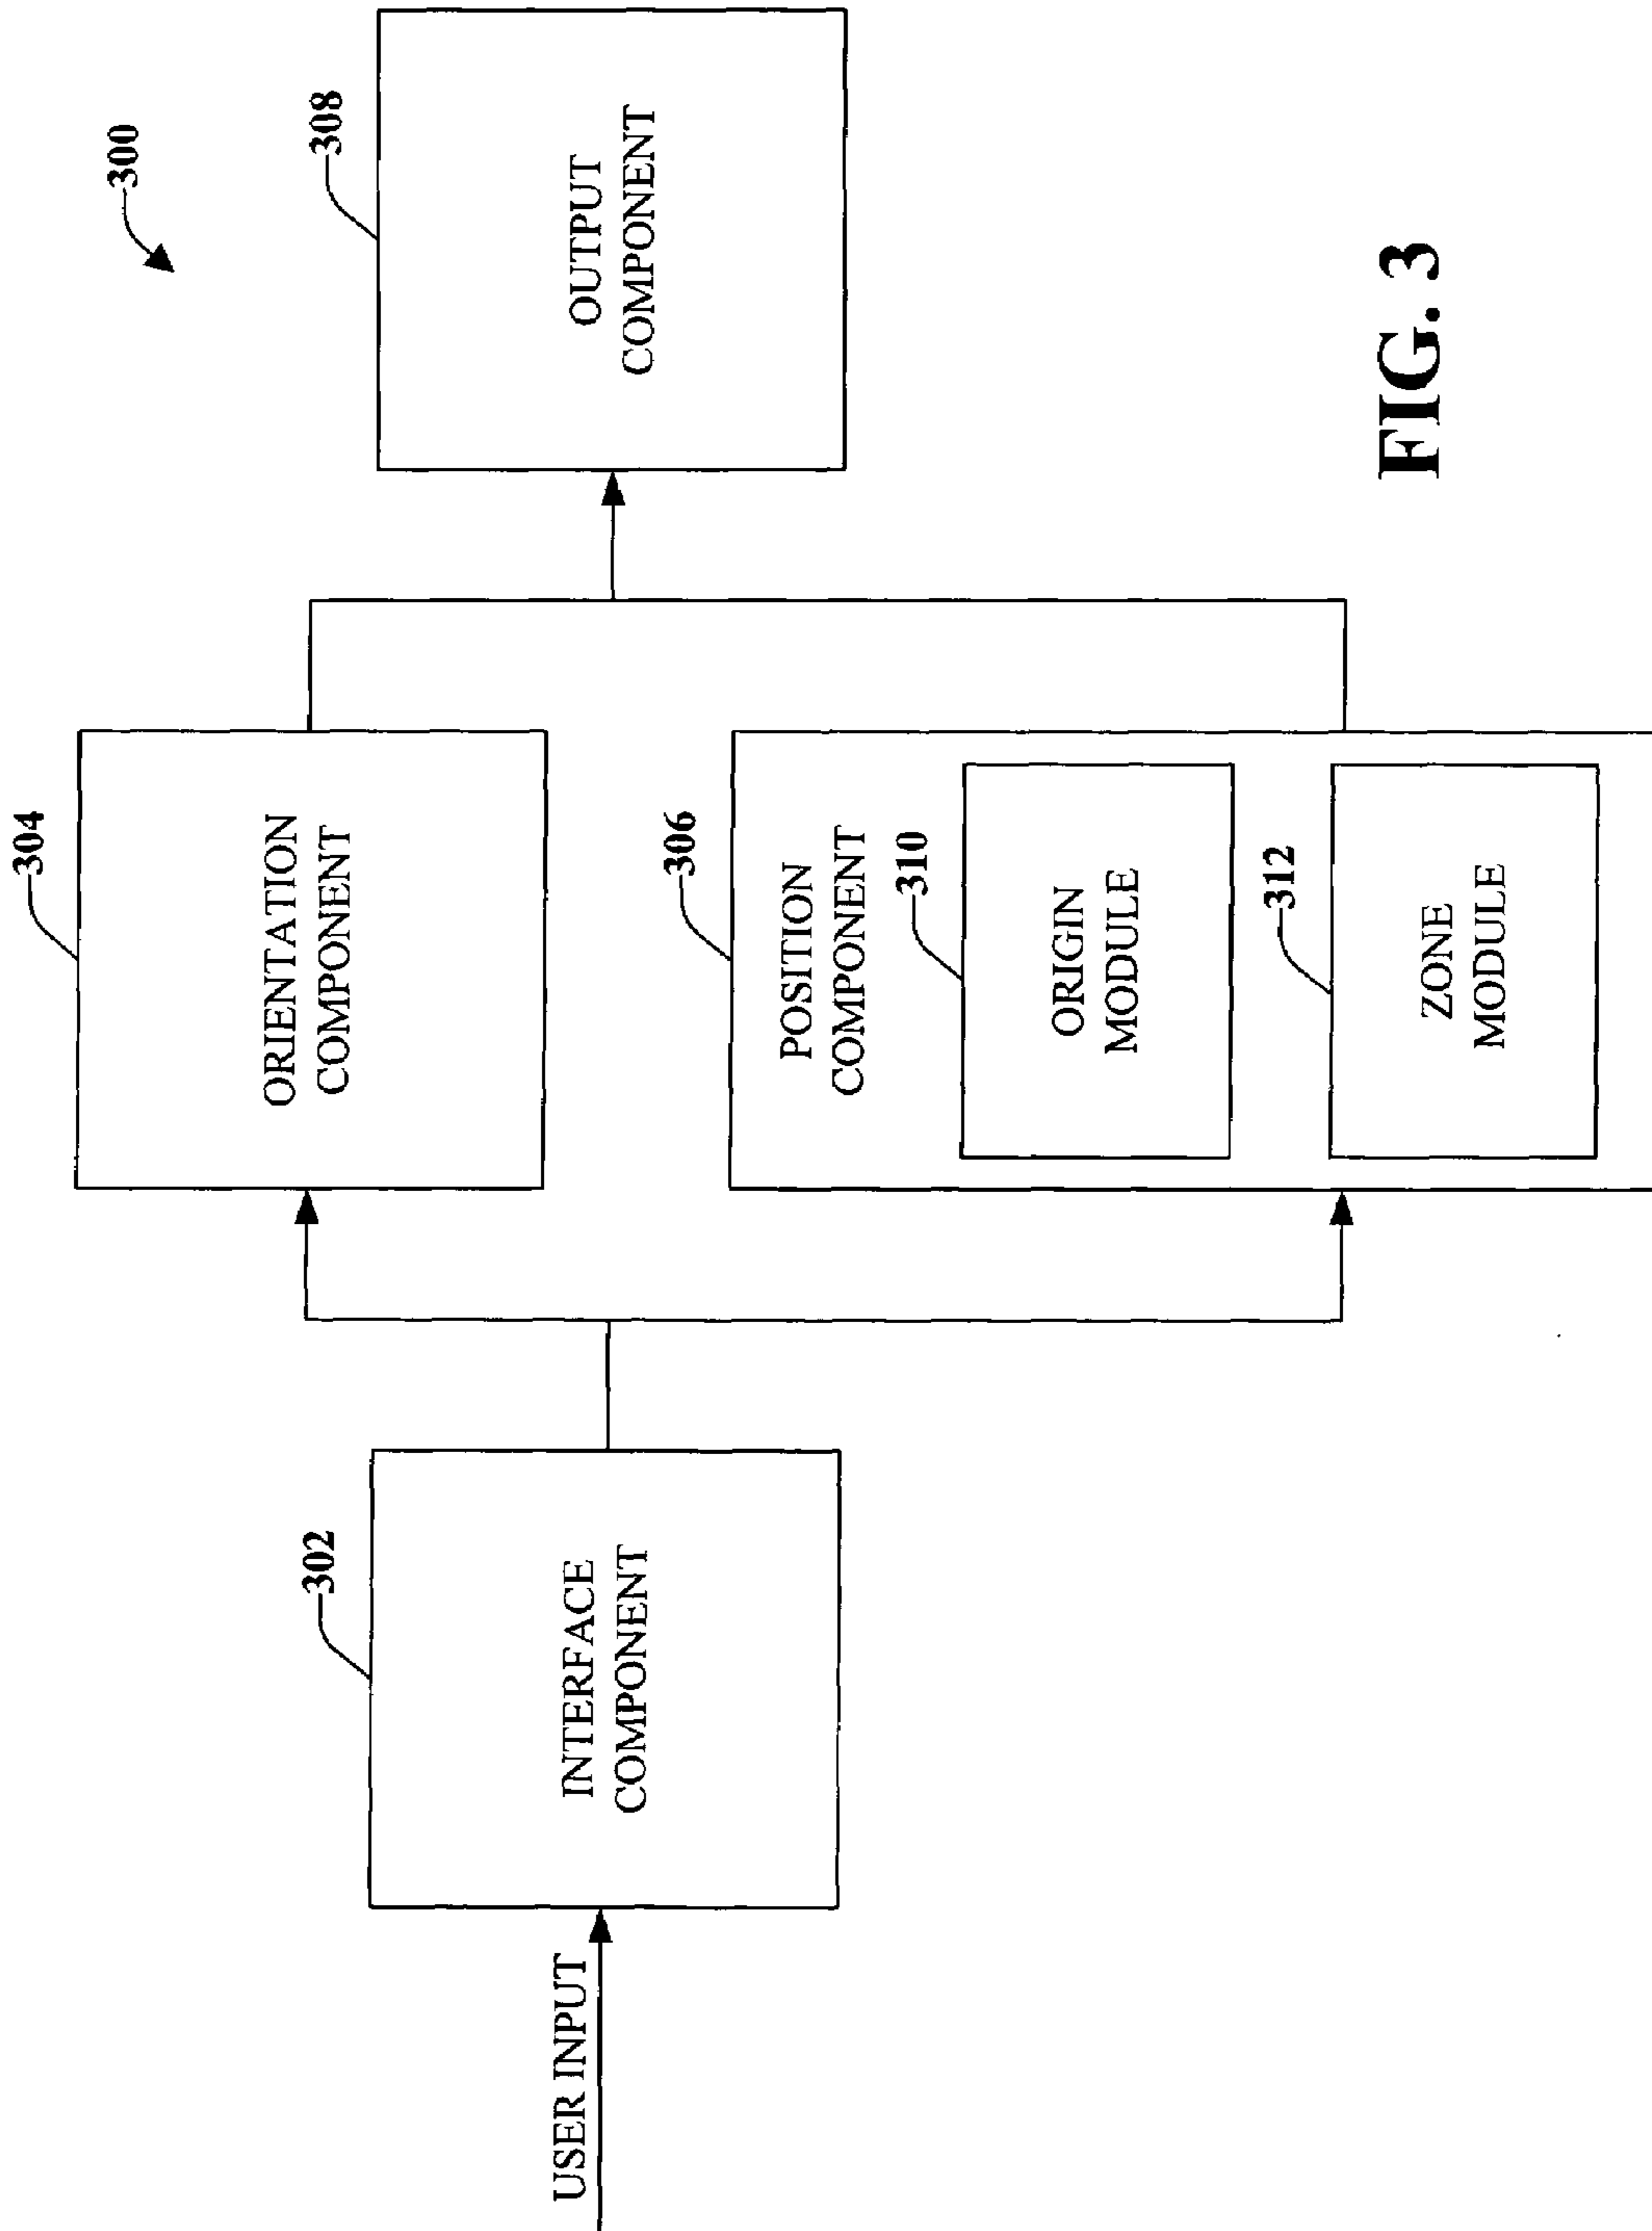 300
304
ORIENTATION
COMPONENT
302
INTERFACE
COMPONENT
USER INPUT
308
OUTPUT
COMPONENT
306
POSITION
COMPONENT
310
ORIGIN
MODULE
312
ZONE
MODULE
FIG. 3